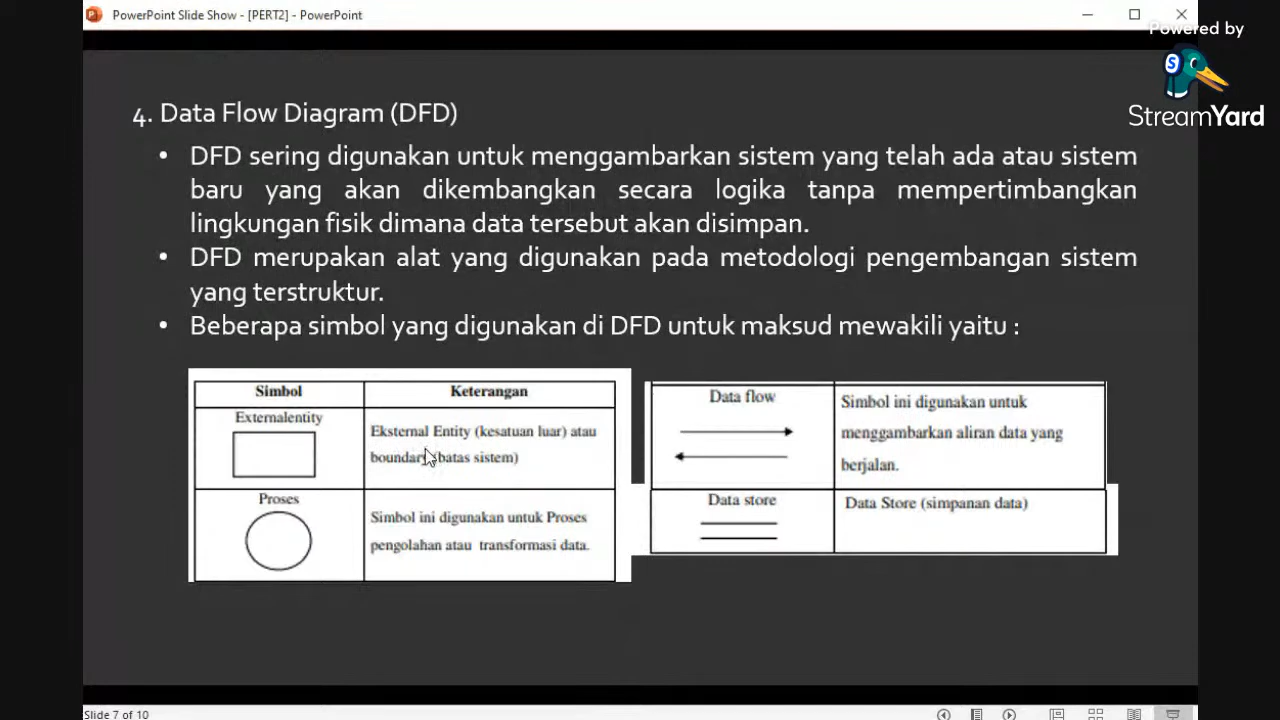 PowerPoint Slide Show - [PERT2] - PowerPoint
Powered by
StreamYard
4. Data Flow Diagram (DFD)
• DFD sering digunakan untuk menggambarkan sistem yang telah ada atau sistem
baru yang akan dikembangkan secara logika tanpa mempertimbangkan
lingkungan fisik dimana data tersebut akan disimpan.
• DFD merupakan alat yang digunakan pada metodologi pengembangan sistem
yang terstruktur.
• Beberapa simbol yang digunakan di DFD untuk maksud mewakili yaitu :
Simbol Keterangan
Externalentity
Eksternal Entity (kesatuan luar) atau
boundary (batas sistem)
Proses
Simbol ini digunakan untuk Proses
pengolahan atau transformasi data.
Data flow
Simbol ini digunakan untuk
menggambarkan aliran data yang
berjalan.
Data store
Data Store (simpanan data)
Slide 7 of 10